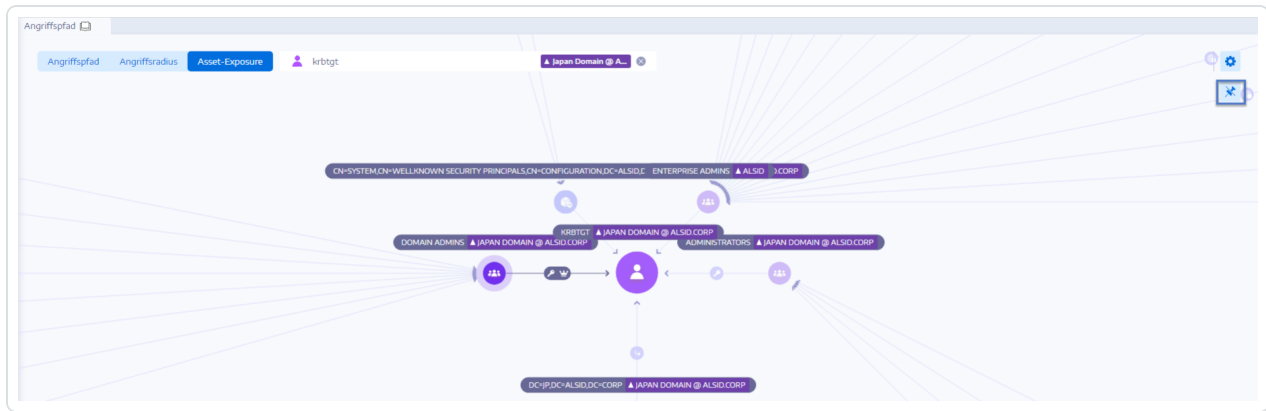 Angriffspfad
Angriffspfad Angriffsradius Asset-Exposure krbtgt Japan Domain @ A...
CN=SYSTEM,CN=WELLKNOWN SECURITY PRINCIPALS,CN=CONFIGURATION,DC=ALSID,C ENTERPRISE ADMINS ALSID D.CORP
KRBTGT JAPAN DOMAIN @ ALSID.CORP
DOMAIN ADMINS JAPAN DOMAIN @ ALSID.CORP ADMINISTRATORS JAPAN DOMAIN @ ALSID.CORP
DC=JP,DC=ALSID,DC=CORP JAPAN DOMAIN @ ALSID.CORP